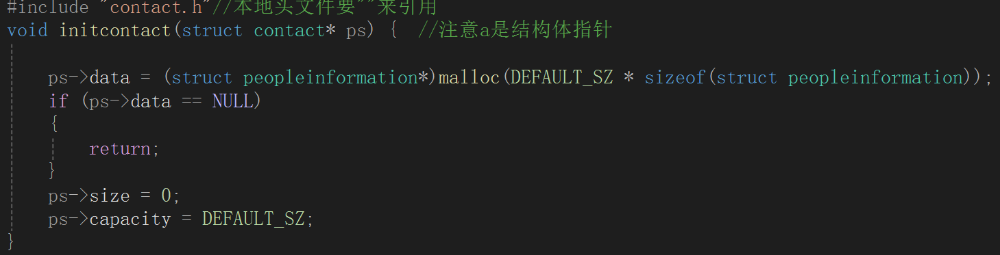 #include "contact.h"//本地头文件要""来引用
void initcontact(struct contact* ps) {  //注意a是结构体指针
ps->data = (struct peopleinformation*)malloc(DEFAULT_SZ * sizeof(struct peopleinformation));
if (ps->data == NULL)
{
return;
}
ps->size = 0;
ps->capacity = DEFAULT_SZ;
}